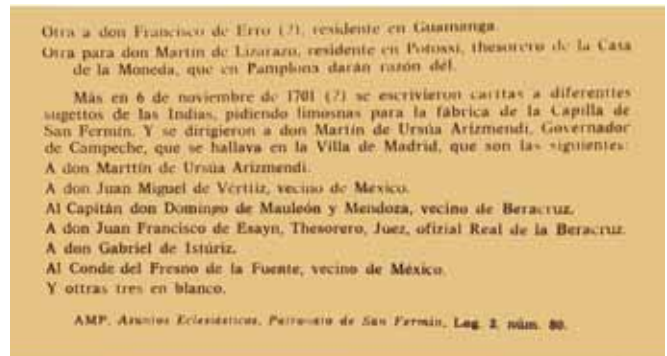 Otra a don Francisco de Erro (?), residente en Guamanga.
Otra para don Martín de Lizarazo, residente en Potossi, thesorero de la Casa
de la Moneda, que en Pamplona darán razón dél.
Más en 6 de noviembre de 1701 (?) se escrivieron carttas a diferenttes
sugettos de las Indias, pidiendo limosnas para la fábrica de la Capilla de
San Fermín. Y se dirigieron a don Martín de Ursúa Arizmendi, Governador
de Campeche, que se hallava en la Villa de Madrid, que son las siguientes:
A don Marttín de Ursúa Arizmendi.
A don Juan Miguel de Vérttiz, vecino de México.
Al Capitán don Domingo de Mauleón y Mendoza, vecino de Beracruz.
A don Juan Francisco de Esayn, Thesorero, Juez, ofizial Real de la Beracruz.
A don Gabriel de Istúriz.
Al Conde del Fresno de la Fuente, vecino de México.
Y ottras tres en blanco.
AMP. Asuntos Eclesiásticos. Patronato de San Fermín, Leg. 2, núm. 80.